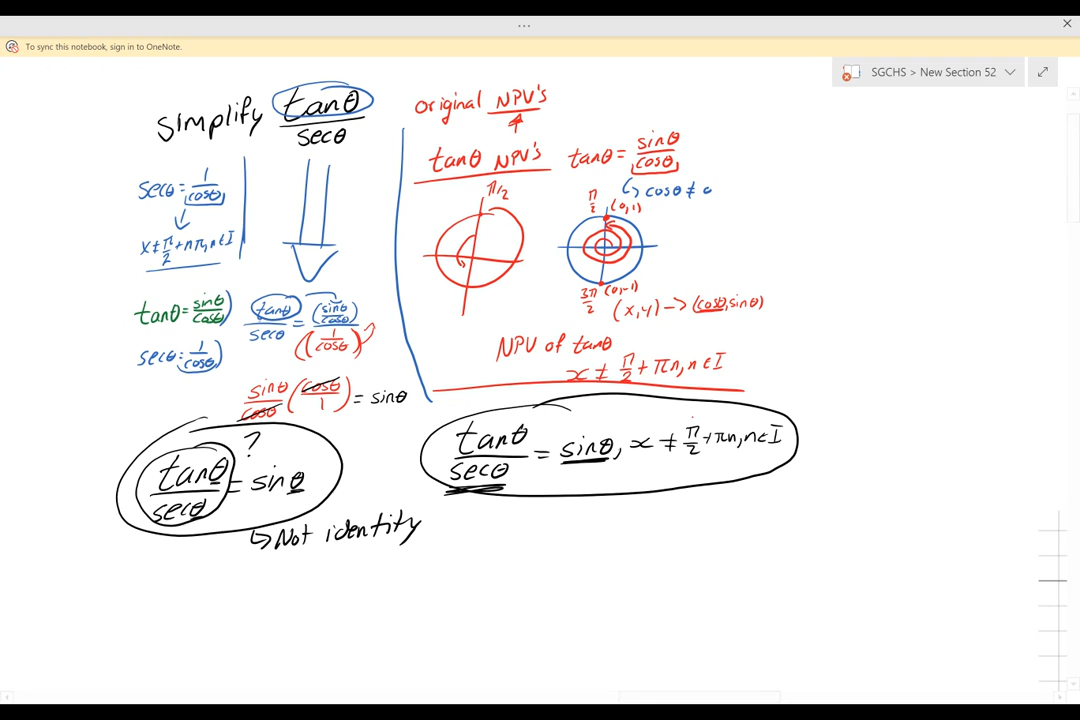 To sync this notebook, sign in to OneNote.
SGCHS > New Section 52
simplify tanθ/secθ
secθ = 1/cosθ
x ≠ π/2 + nπ, n ∈ I
tanθ = sinθ/cosθ
secθ = 1/cosθ
tanθ/secθ = (sinθ/cosθ)/(1/cosθ)
sinθ/cosθ (cosθ/1) = sinθ
?
tanθ/secθ = sinθ
↳ Not identity
original NPV's
tanθ NPV's
tanθ = sinθ/cosθ
↳ cosθ ≠ 0
π/2
π/2 (0,1)
3π/2 (0,-1)
(x,y) → (cosθ, sinθ)
NPV of tanθ
x ≠ π/2 + πn, n ∈ I
tanθ/secθ = sinθ, x ≠ π/2 + πn, n ∈ I